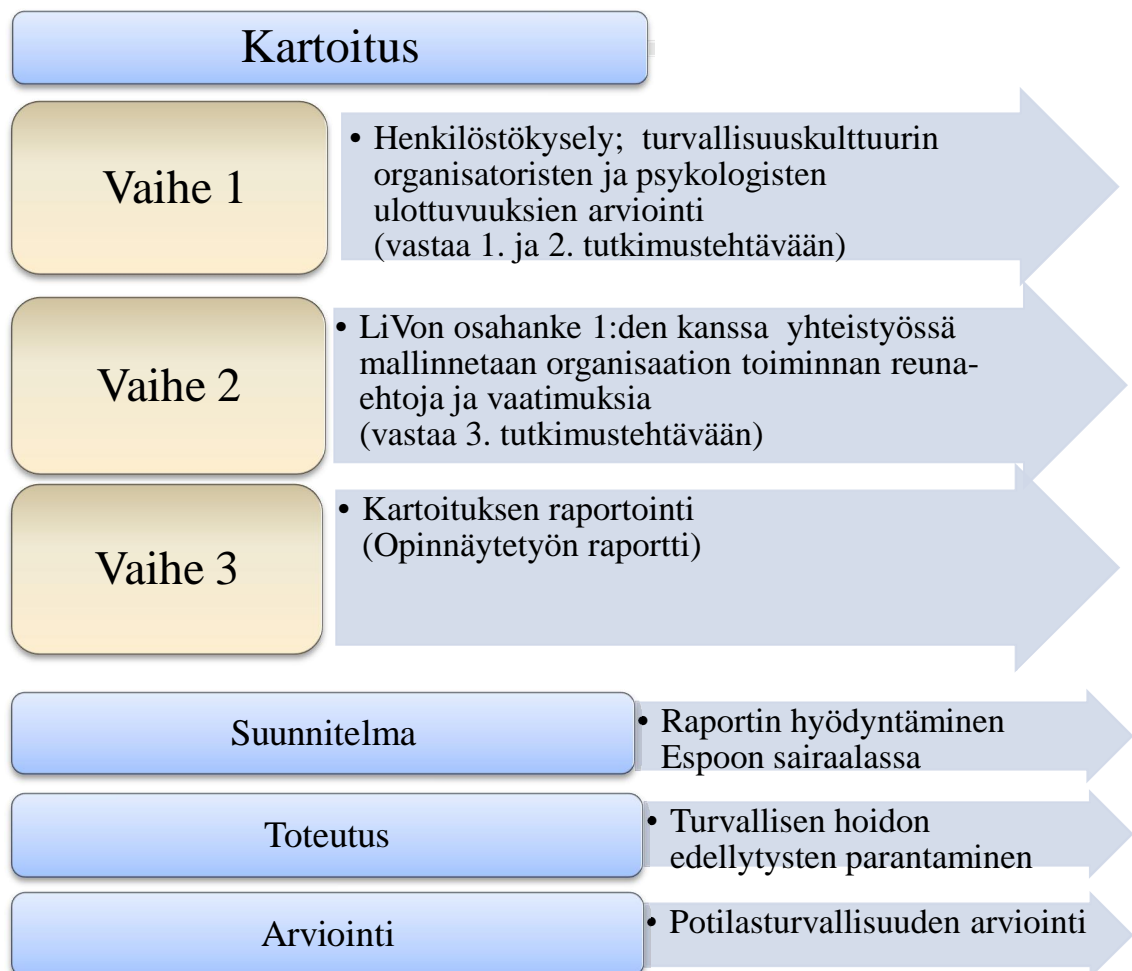 Kartoitus
Vaihe 1
• Henkilöstökysely; turvallisuuskulttuurin
organisatoristen ja psykologisten
ulottuvuuksien arviointi
(vastaa 1. ja 2. tutkimustehtävään)
Vaihe 2
• LiVon osahanke 1:den kanssa yhteistyössä
mallinnetaan organisaation toiminnan reuna-
ehtoja ja vaatimuksia
(vastaa 3. tutkimustehtävään)
Vaihe 3
• Kartoituksen raportointi
(Opinnäytetyön raportti)
Suunnitelma
• Raportin hyödyntäminen
Espoon sairaalassa
Toteutus
• Turvallisen hoidon
edellytysten parantaminen
Arviointi
• Potilasturvallisuuden arviointi